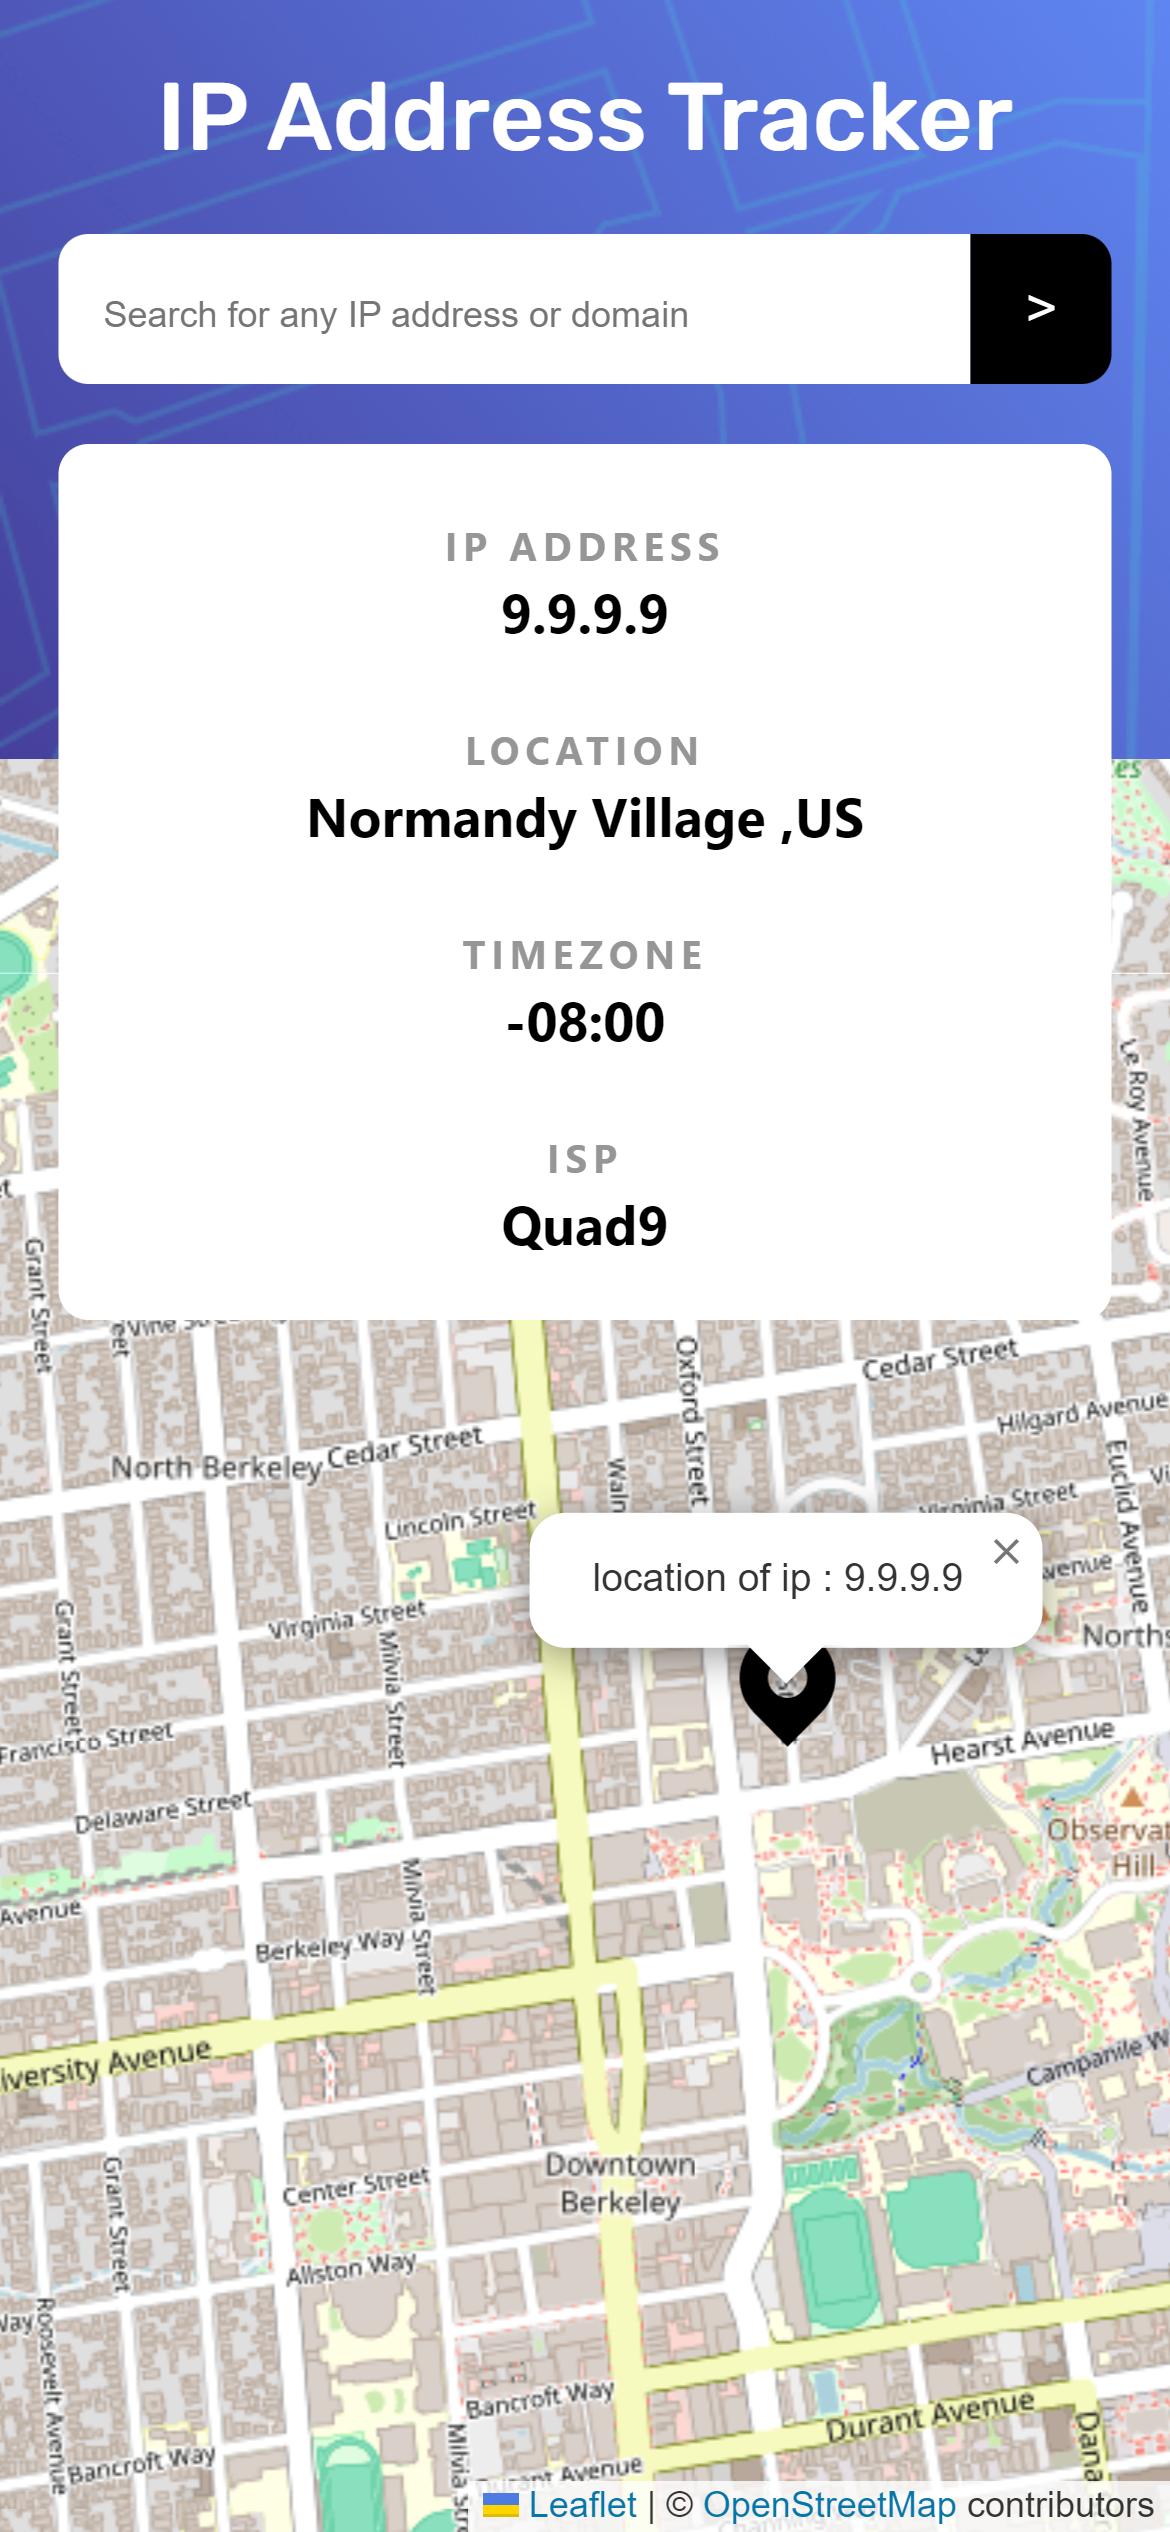 IP Address Tracker
Search for any IP address or domain
>
IP ADDRESS
9.9.9.9
LOCATION
Normandy Village ,US
TIMEZONE
-08:00
ISP
Quad9
Le Roy Avenue
Grant Street
Vine
Oxford Street
Cedar Street
Hilgard Avenue
North Berkeley
Cedar Street
Euclid Avenue
Virginia Street
Lincoln Street
location of ip : 9.9.9.9
×
venue
Virginia Street
Grant Street
Milvia Street
Norths
Francisco Street
Hearst Avenue
Delaware Street
Observat
Hill
Avenue
Milvia Street
Berkeley Way
iversity Avenue
Campanile W
Downtown
Berkeley
Grant Street
Center Street
Allston Way
Way
Roosevelt Avenue
Bancroft Way
Durant Avenue
Dana
Bancroft Way
Milvia Str
Durant Avenue
Leaflet | © OpenStreetMap contributors